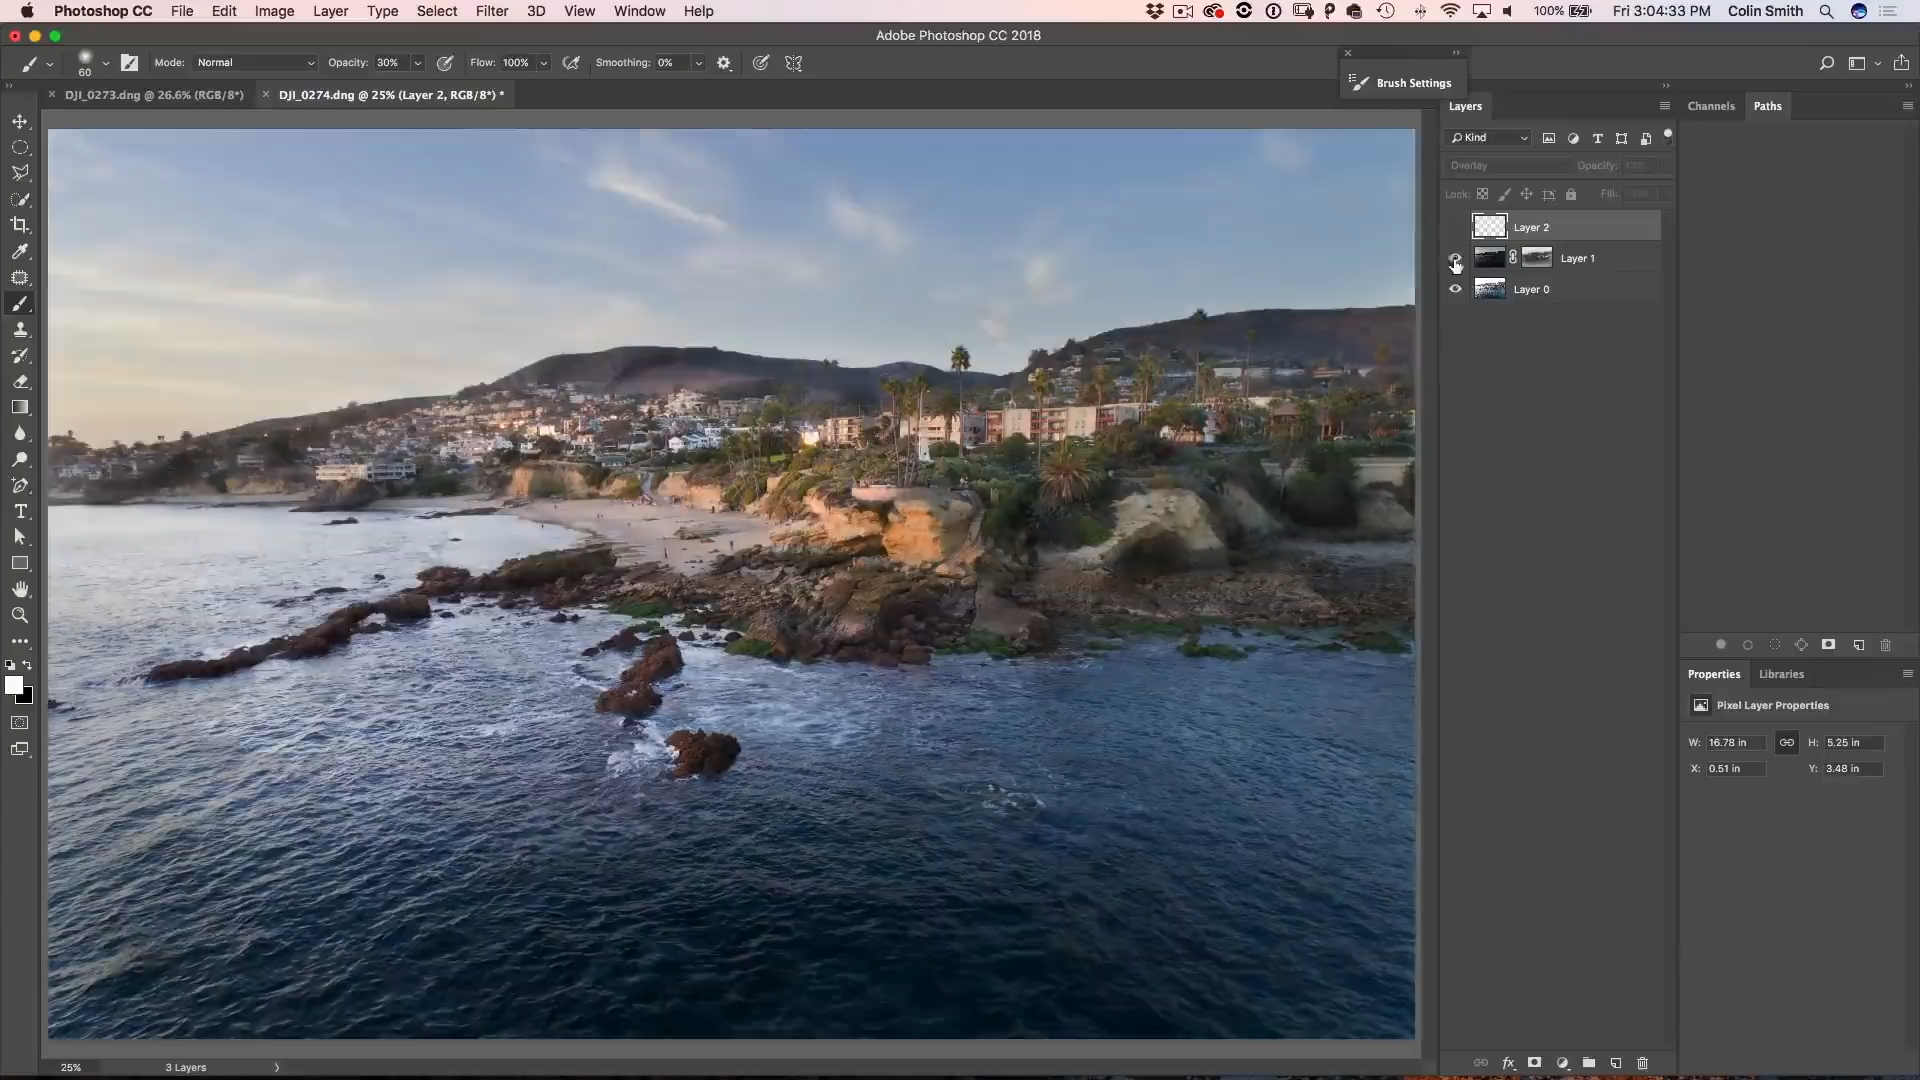 Photoshop CC File Edit Image Layer Type Select Filter 3D View Window Help 100% Fri 3:04:33 PM Colin Smith
Adobe Photoshop CC 2018
60 Mode: Normal Opacity: 30% Flow: 100% Smoothing: 0%
Brush Settings
DJI_0273.dng @ 26.6% (RGB/8*) DJI_0274.dng @ 25% (Layer 2, RGB/8*) *
Layers Channels Paths
Kind
Overlay Opacity:
Lock: Fill:
Layer 2
Layer 1
Layer 0
Properties Libraries
Pixel Layer Properties
W: 16.78 in H: 5.25 in
X: 0.51 in Y: 3.48 in
25% 3 Layers